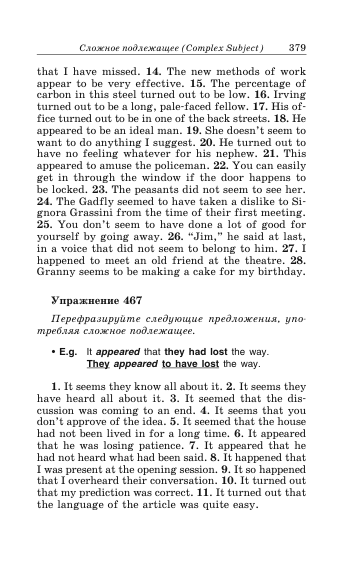 Сложное подлежащее (Complex Subject) 379
that I have missed. 14. The new methods of work
appear to be very effective. 15. The percentage of
carbon in this steel turned out to be low. 16. Irving
turned out to be a long, pale-faced fellow. 17. His of-
fice turned out to be in one of the back streets. 18. He
appeared to be an ideal man. 19. She doesn't seem to
want to do anything I suggest. 20. He turned out to
have no feeling whatever for his nephew. 21. This
appeared to amuse the policeman. 22. You can easily
get in through the window if the door happens to
be locked. 23. The peasants did not seem to see her.
24. The Gadfly seemed to have taken a dislike to Si-
gnora Grassini from the time of their first meeting.
25. You don't seem to have done a lot of good for
yourself by going away. 26. “Jim,” he said at last,
in a voice that did not seem to belong to him. 27. I
happened to meet an old friend at the theatre. 28.
Granny seems to be making a cake for my birthday.
Упражнение 467
Перефразируйте следующие предложения, упо-
требляя сложное подлежащее.
• E.g. It appeared that they had lost the way.
They appeared to have lost the way.
1. It seems they know all about it. 2. It seems they
have heard all about it. 3. It seemed that the dis-
cussion was coming to an end. 4. It seems that you
don't approve of the idea. 5. It seemed that the house
had not been lived in for a long time. 6. It appeared
that he was losing patience. 7. It appeared that he
had not heard what had been said. 8. It happened that
I was present at the opening session. 9. It so happened
that I overheard their conversation. 10. It turned out
that my prediction was correct. 11. It turned out that
the language of the article was quite easy.